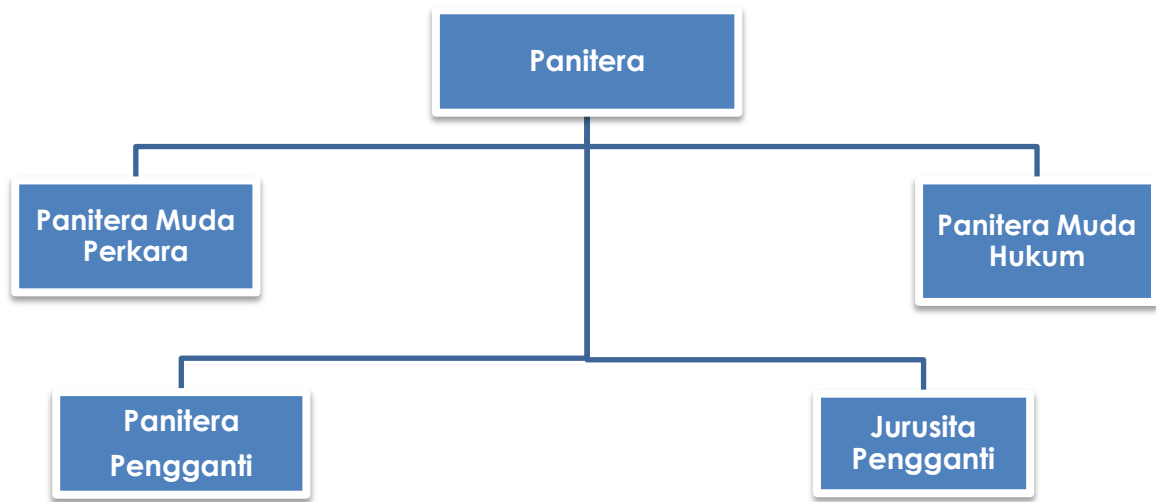 Panitera
Panitera Muda
Perkara
Panitera Muda
Hukum
Panitera
Pengganti
Jurusita
Pengganti